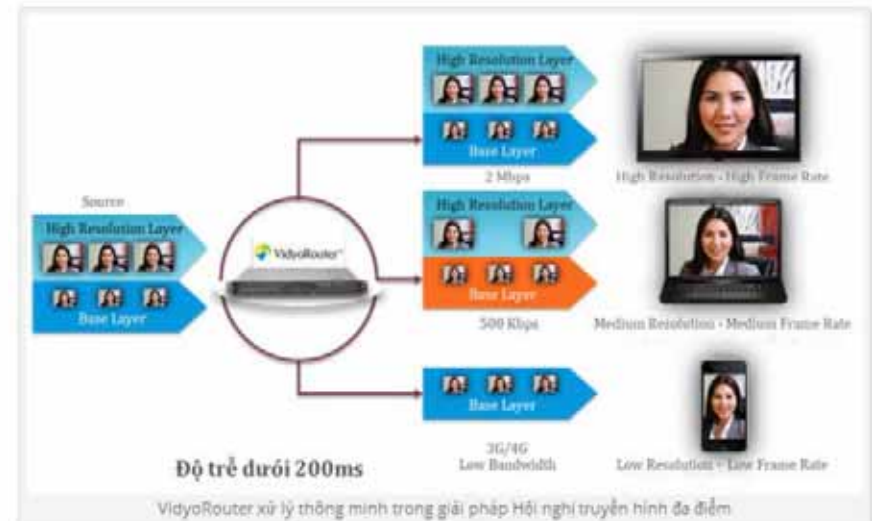 Source
High Resolution Layer
Base Layer
VidyoRouter™
High Resolution Layer
Base Layer
2 Mbps
High Resolution - High Frame Rate
High Resolution Layer
Base Layer
500 Kbps
Medium Resolution - Medium Frame Rate
Base Layer
3G/4G
Low Bandwidth
Low Resolution - Low Frame Rate
Độ trễ dưới 200ms
VidyoRouter xử lý thông minh trong giải pháp Hội nghị truyền hình đa điểm